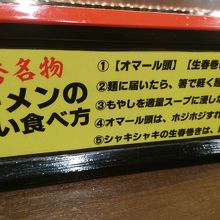 名物
ーメンの
い食べ方
①【オマール頭】【生春巻き
②麺に届いたら、箸で軽く
③もやしを適量スープに浸し
④オマール頭は、ホジホジす
⑤シャキシャキの生春巻きは、